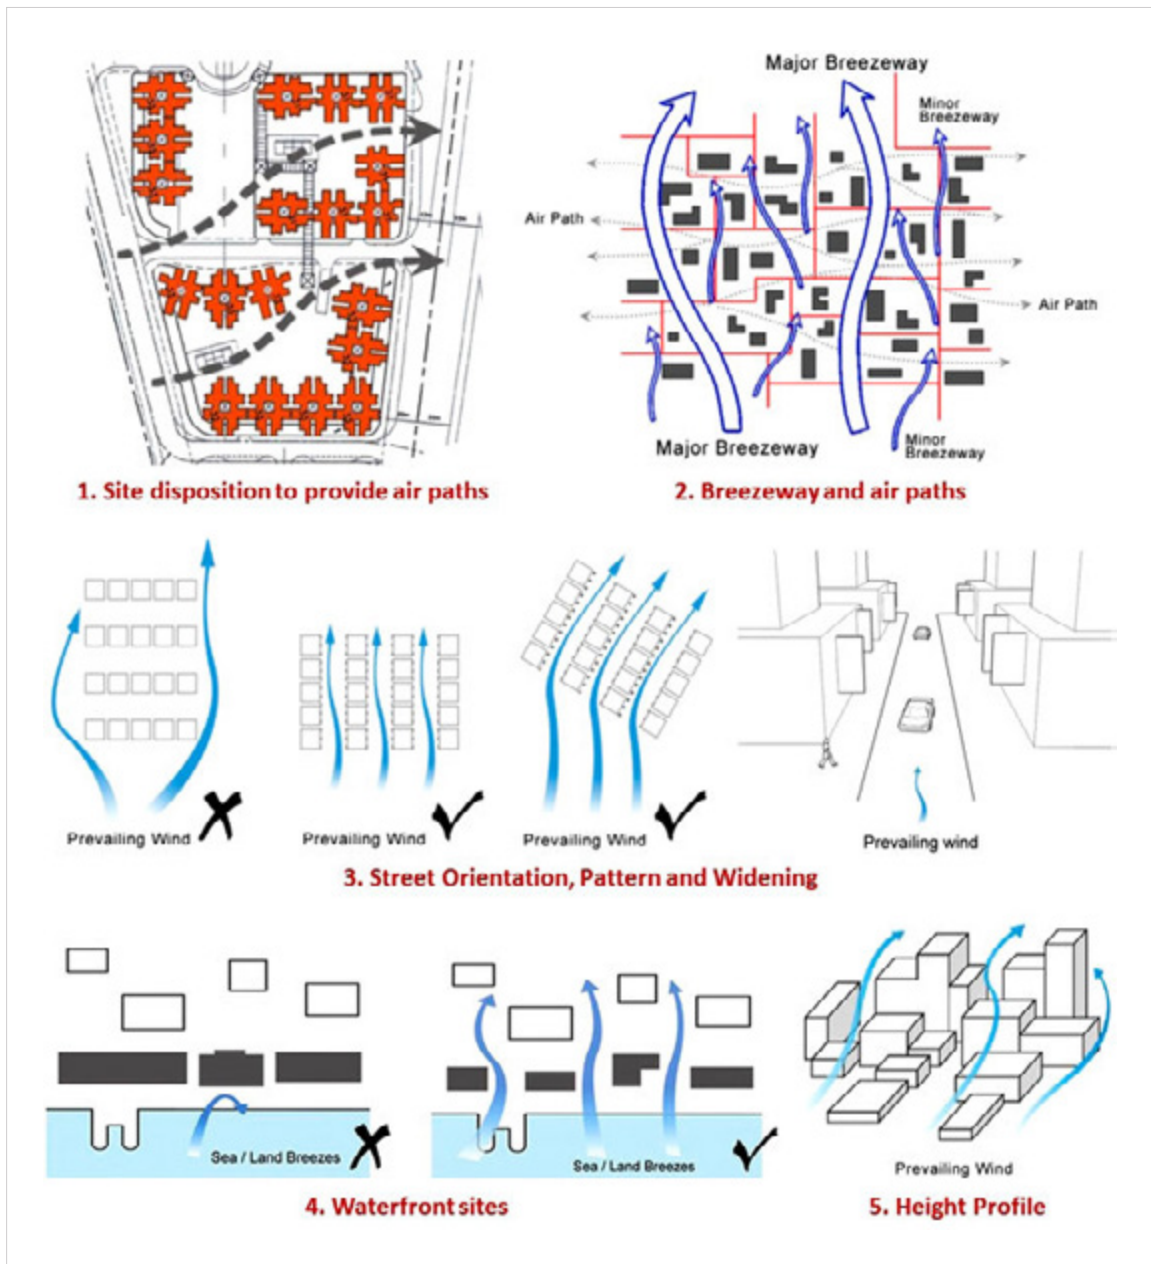 Major Breezeway
Minor
Breezeway
Air Path
Air Path
Major Breezeway
Minor
Breezeway
1. Site disposition to provide air paths
2. Breezeway and air paths
Prevailing Wind
Prevailing Wind
Prevailing Wind
Prevailing wind
3. Street Orientation, Pattern and Widening
Sea / Land Breezes
Sea / Land Breezes
Prevailing Wind
4. Waterfront sites
5. Height Profile